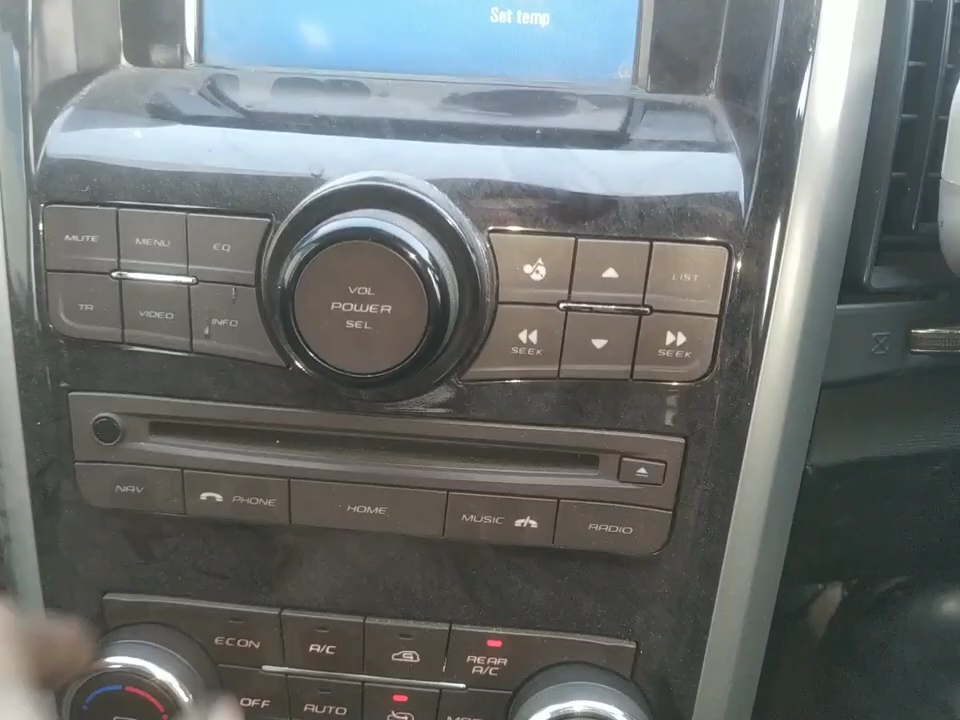 Set temp
MUTE
MENU
EQ
TR
VIDEO
INFO
VOL
POWER
SEL
LIST
SEEK
SEEK
NAV
PHONE
HOME
MUSIC
RADIO
ECON
A/C
REAR
A/C
OFF
AUTO